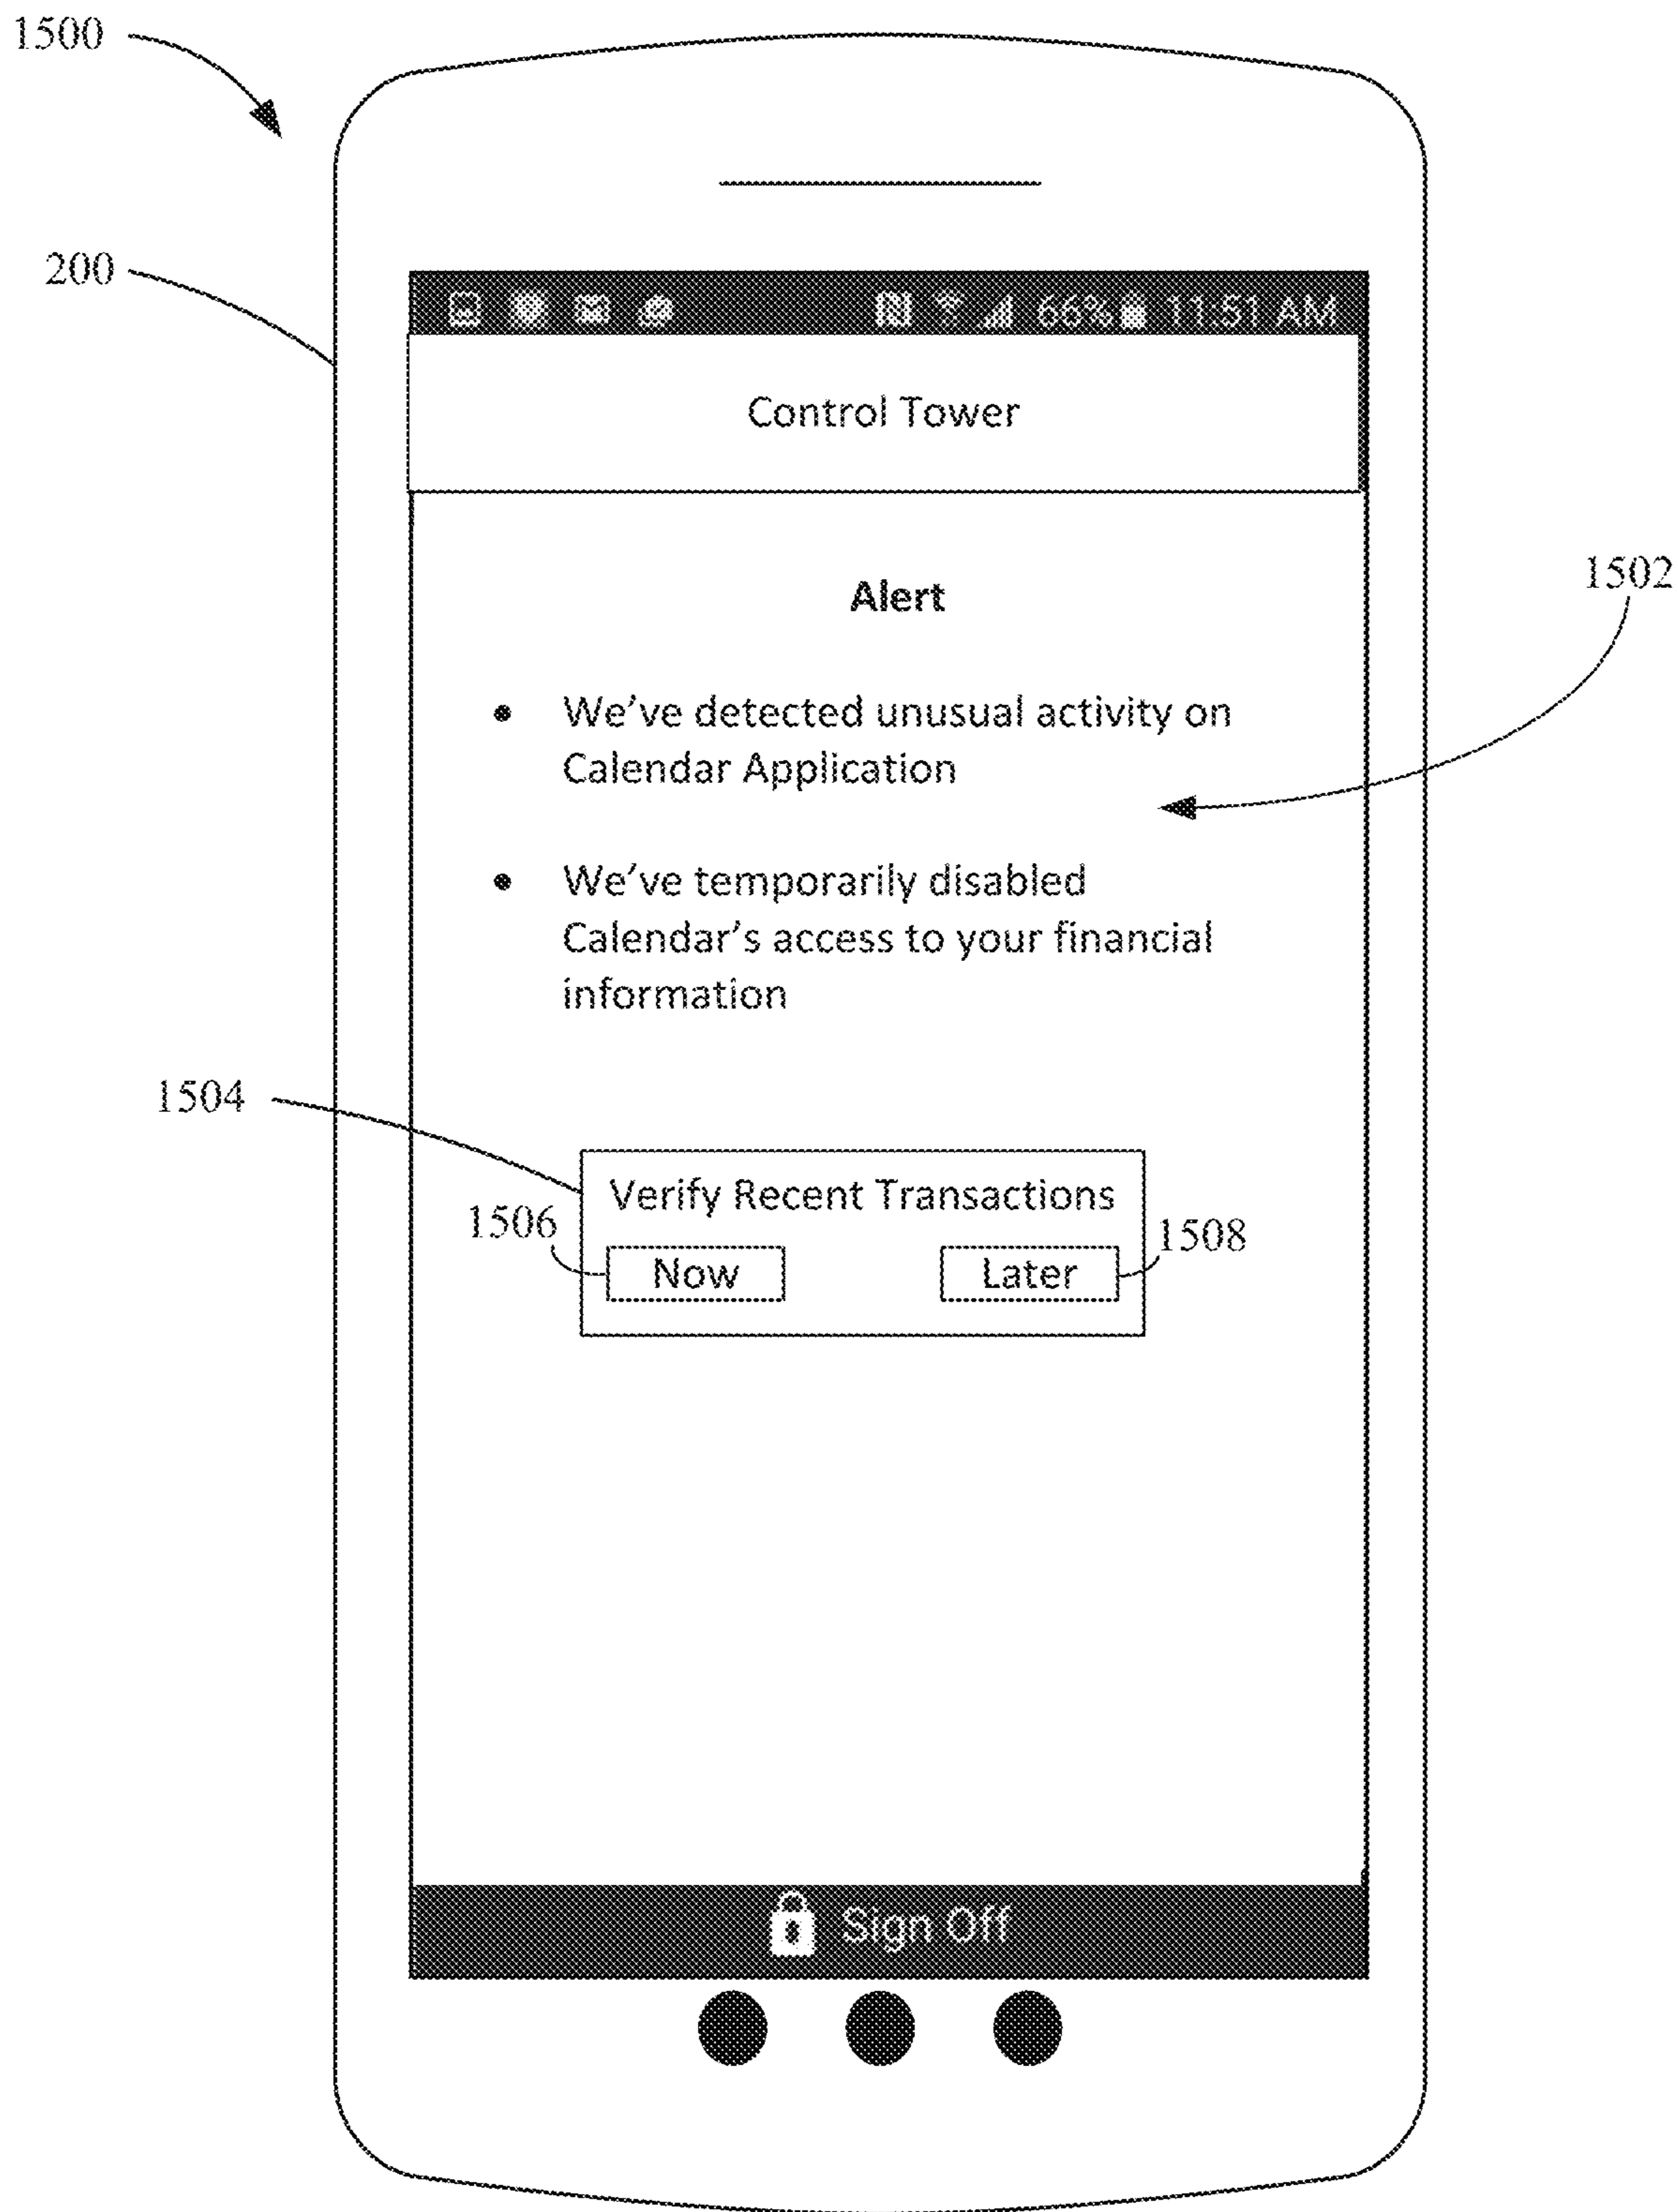 1500
200
66% 11:51 AM
Control Tower
1502
Alert
• We've detected unusual activity on
Calendar Application
• We've temporarily disabled
Calendar's access to your financial
information
1504
Verify Recent Transactions
1506
1508
Now Later
Sign Off